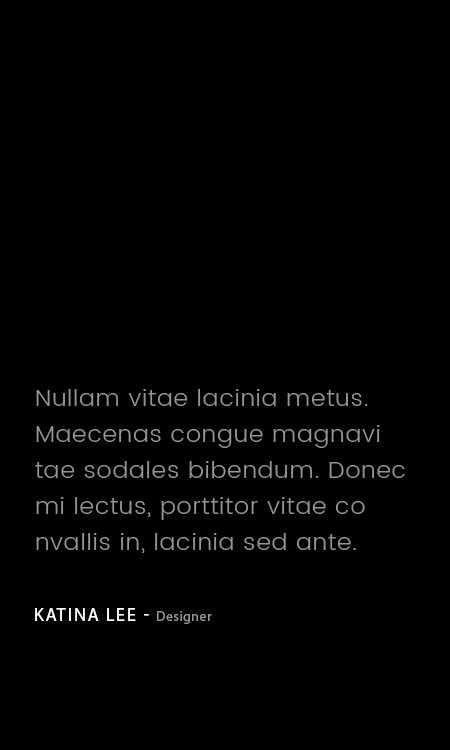 Nullam vitae lacinia metus.
Maecenas congue magnavi
tae sodales bibendum. Donec
mi lectus, porttitor vitae co
nvallis in, lacinia sed ante.
KATINA LEE - Designer